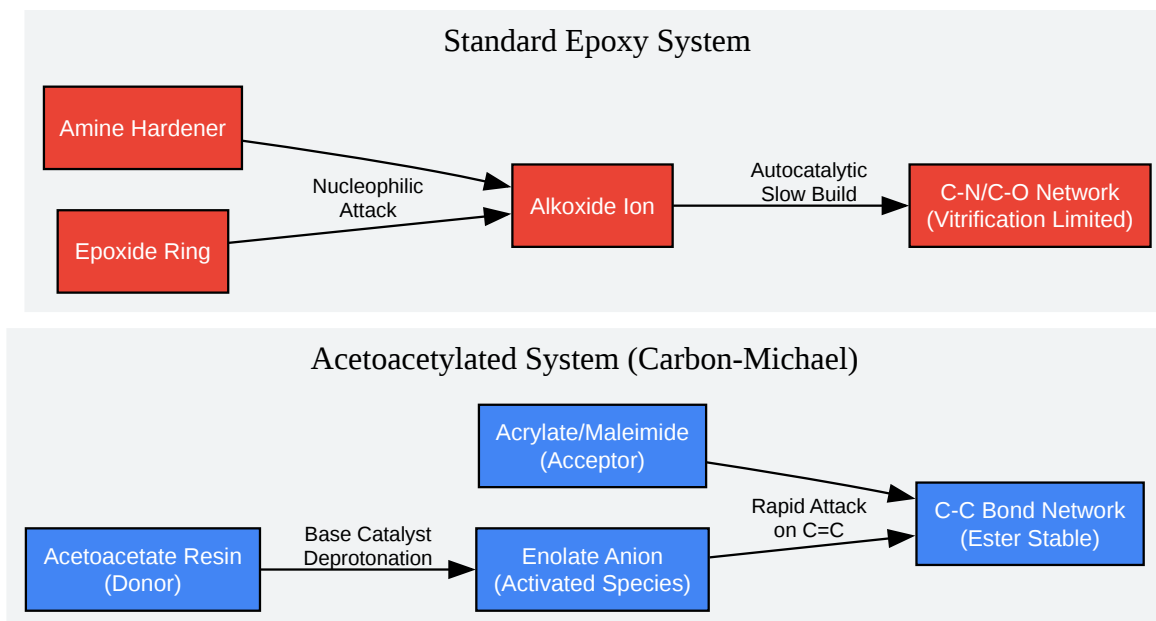 Standard Epoxy System
Amine Hardener
Epoxide Ring
Nucleophilic
Attack
Alkoxide Ion
Autocatalytic
Slow Build
C-N/C-O Network
(Vitrification Limited)
Acetoacetylated System (Carbon-Michael)
Acrylate/Maleimide
(Acceptor)
Acetoacetate Resin
(Donor)
Base Catalyst
Deprotonation
Enolate Anion
(Activated Species)
Rapid Attack
on C=C
C-C Bond Network
(Ester Stable)